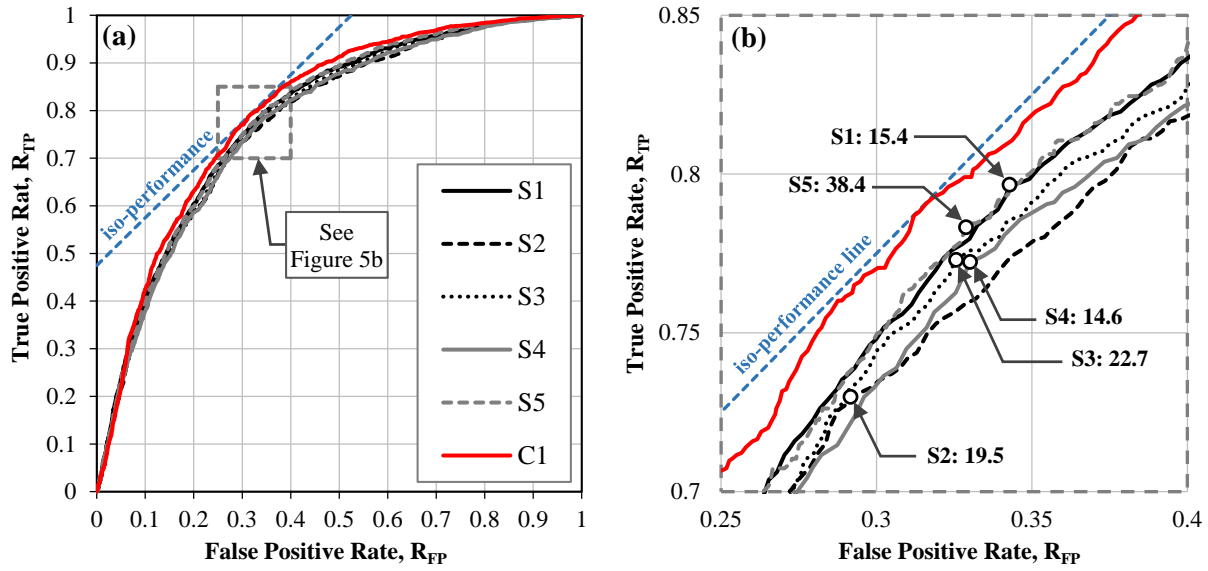 (a)
1
0.9
0.8
0.7
0.6
0.5
0.4
0.3
0.2
0.1
0
True Positive Rat, R_TP
iso-performance
See
Figure 5b
S1
S2
S3
S4
S5
C1
0 0.1 0.2 0.3 0.4 0.5 0.6 0.7 0.8 0.9 1
False Positive Rate, R_FP
(b)
0.85
0.8
0.75
0.7
True Positive Rate, R_TP
iso-performance line
S1: 15.4
S5: 38.4
S4: 14.6
S3: 22.7
S2: 19.5
0.25 0.3 0.35 0.4
False Positive Rate, R_FP